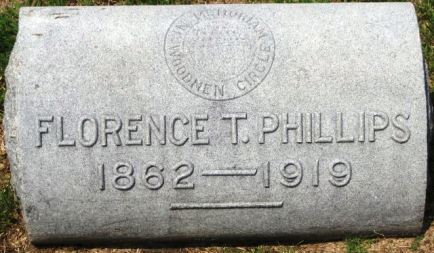 IN MEMORIAM
WOODMEN CIRCLE
FLORENCE T. PHILLIPS
1862—1919